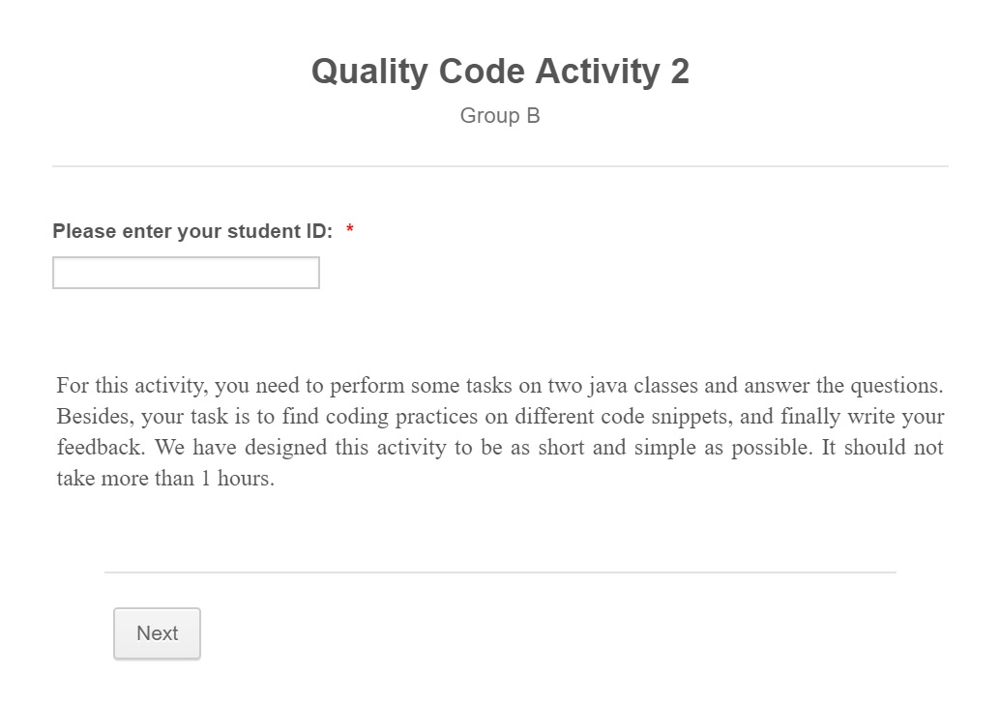 Quality Code Activity 2
Group B
Please enter your student ID: *
For this activity, you need to perform some tasks on two java classes and answer the questions.
Besides, your task is to find coding practices on different code snippets, and finally write your
feedback. We have designed this activity to be as short and simple as possible. It should not
take more than 1 hours.
Next